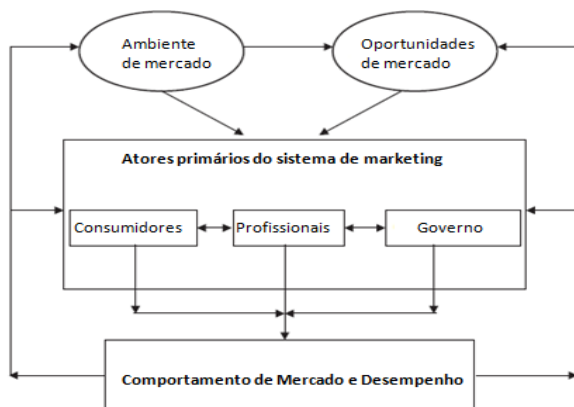 Ambiente
de mercado
Oportunidades
de mercado
Atores primários do sistema de marketing
Consumidores
Profissionais
Governo
Comportamento de Mercado e Desempenho